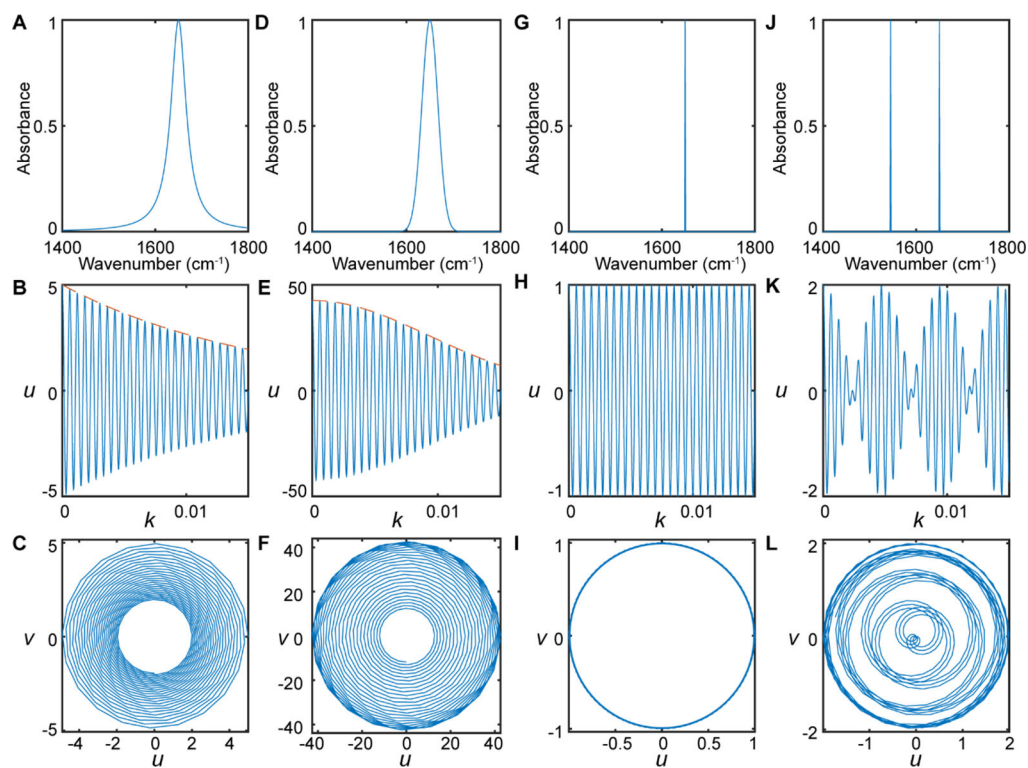 A
Absorbance
1
0.5
0
1400 1600 1800
Wavenumber (cm⁻¹)
D
Absorbance
1
0.5
0
1400 1600 1800
Wavenumber (cm⁻¹)
G
Absorbance
1
0.5
0
1400 1600 1800
Wavenumber (cm⁻¹)
J
Absorbance
1
0.5
0
1400 1600 1800
Wavenumber (cm⁻¹)
B
u
5
0
-5
0 0.01
k
E
50
0
-50
0 0.01
k
H
u
1
0
-1
0 0.01
k
K
u
2
0
-2
0 0.01
k
C
v
5
0
-5
-4 -2 0 2 4
u
F
v
40
20
0
-20
-40
-40 -20 0 20 40
u
I
v
1
0
-1
-0.5 0 0.5 1
u
L
v
2
0
-2
-1 0 1 2
u